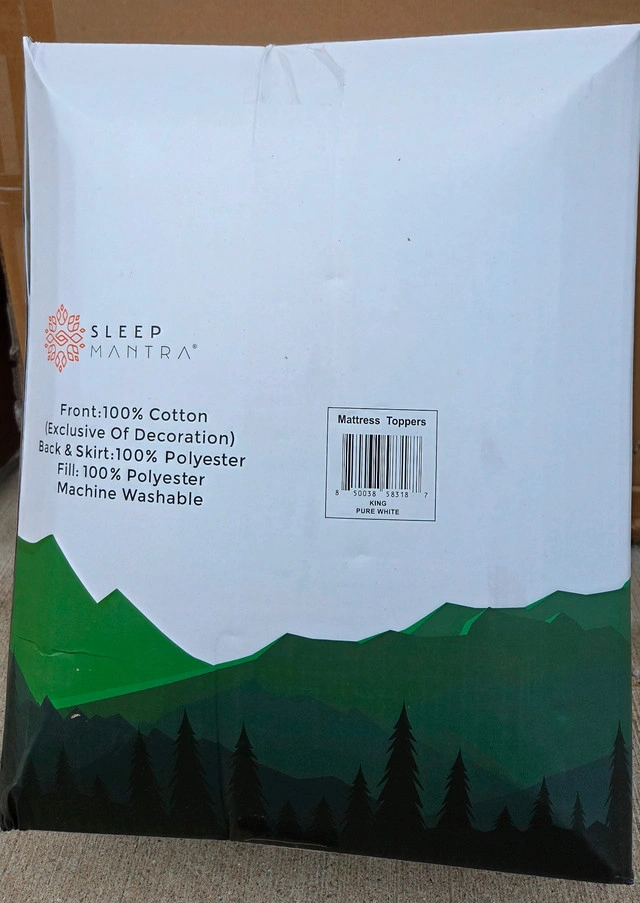 SLEEP
MANTRA®
Front:100% Cotton
(Exclusive Of Decoration)
Back & Skirt:100% Polyester
Fill: 100% Polyester
Machine Washable
Mattress Toppers
8 50038 58318 7
KING
PURE WHITE